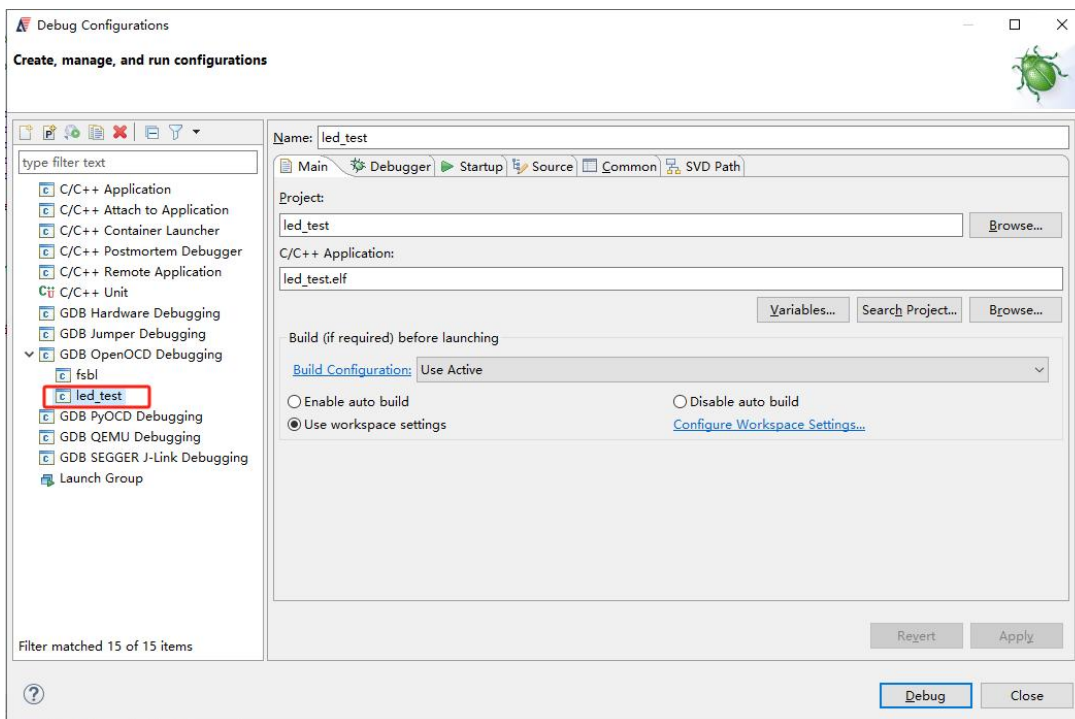 Debug Configurations
Create, manage, and run configurations
type filter text
C/C++ Application
C/C++ Attach to Application
C/C++ Container Launcher
C/C++ Postmortem Debugger
C/C++ Remote Application
C/C++ Unit
GDB Hardware Debugging
GDB Jumper Debugging
GDB OpenOCD Debugging
fsbl
led_test
GDB PyOCD Debugging
GDB QEMU Debugging
GDB SEGGER J-Link Debugging
Launch Group
Filter matched 15 of 15 items
Name: led_test
Main Debugger Startup Source Common SVD Path
Project:
led_test Browse...
C/C++ Application:
led_test.elf
Variables... Search Project... Browse...
Build (if required) before launching
Build Configuration: Use Active
Enable auto build Disable auto build
Use workspace settings Configure Workspace Settings...
Revert Apply
Debug Close